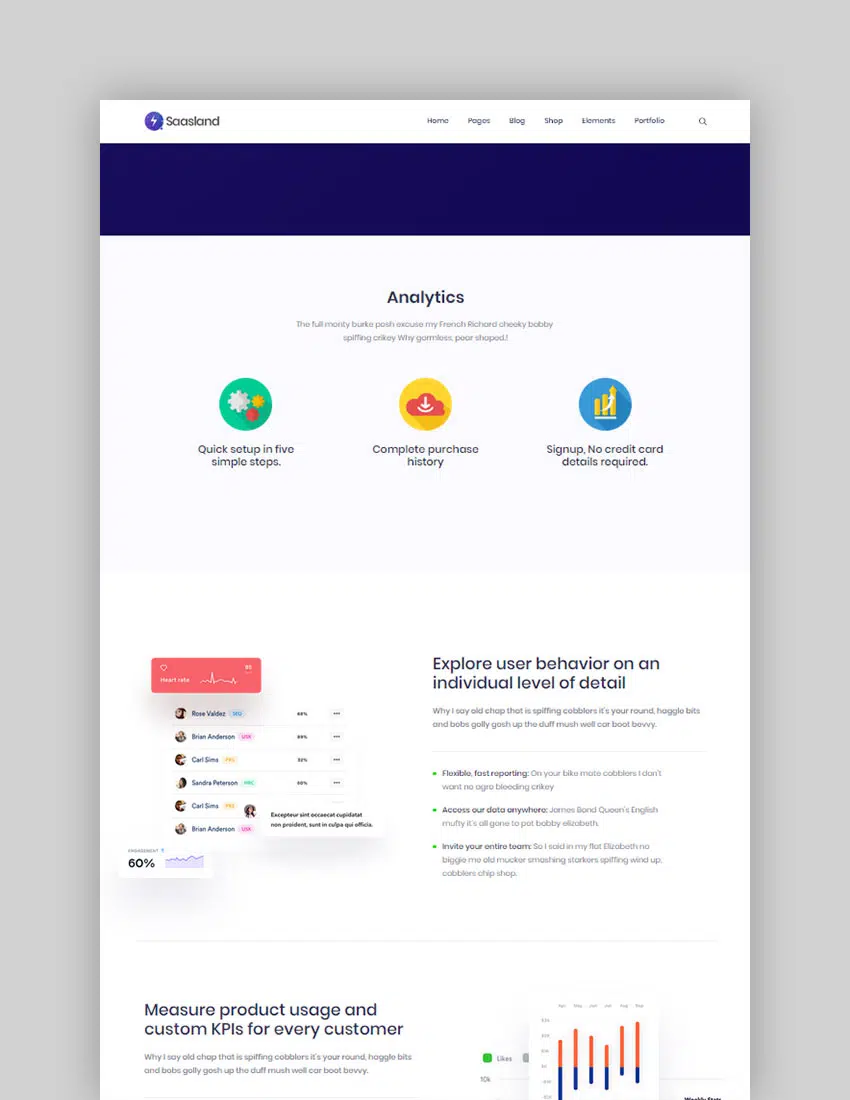 Saasland
Home Pages Blog Shop Elements Portfolio
Analytics
The full monty burke posh excuse my French Richard cheeky bobby
spiffing crikey Why gormless, pear shaped.!
Quick setup in five
simple steps.
Complete purchase
history
Signup, No credit card
details required.
Heart rate
Rose Valdez SEO 68%
Brian Anderson 89%
Carl Sims 32%
Sandra Peterson 60%
Carl Sims
Brian Anderson
Excepteur sint occaecat cupidatat
non proident, sunt in culpa qui officia.
ENGAGEMENT
60%
Explore user behavior on an
individual level of detail
Why I say old chap that is spiffing cobblers it's your round, haggle bits
and bobs golly gosh up the duff mush well car boot bevvy.
Flexible, fast reporting: On your bike mate cobblers I don't
want no agro bleeding crikey
Access our data anywhere: James Bond Queen's English
mufty it's all gone to pot bobby elizabeth.
Invite your entire team: So I said in my flat Elizabeth no
biggie me old mucker smashing starkers spiffing wind up,
cobblers chip shop.
Measure product usage and
custom KPIs for every customer
Why I say old chap that is spiffing cobblers it's your round, haggle bits
and bobs golly gosh up the duff mush well car boot bevvy.
Likes
10k